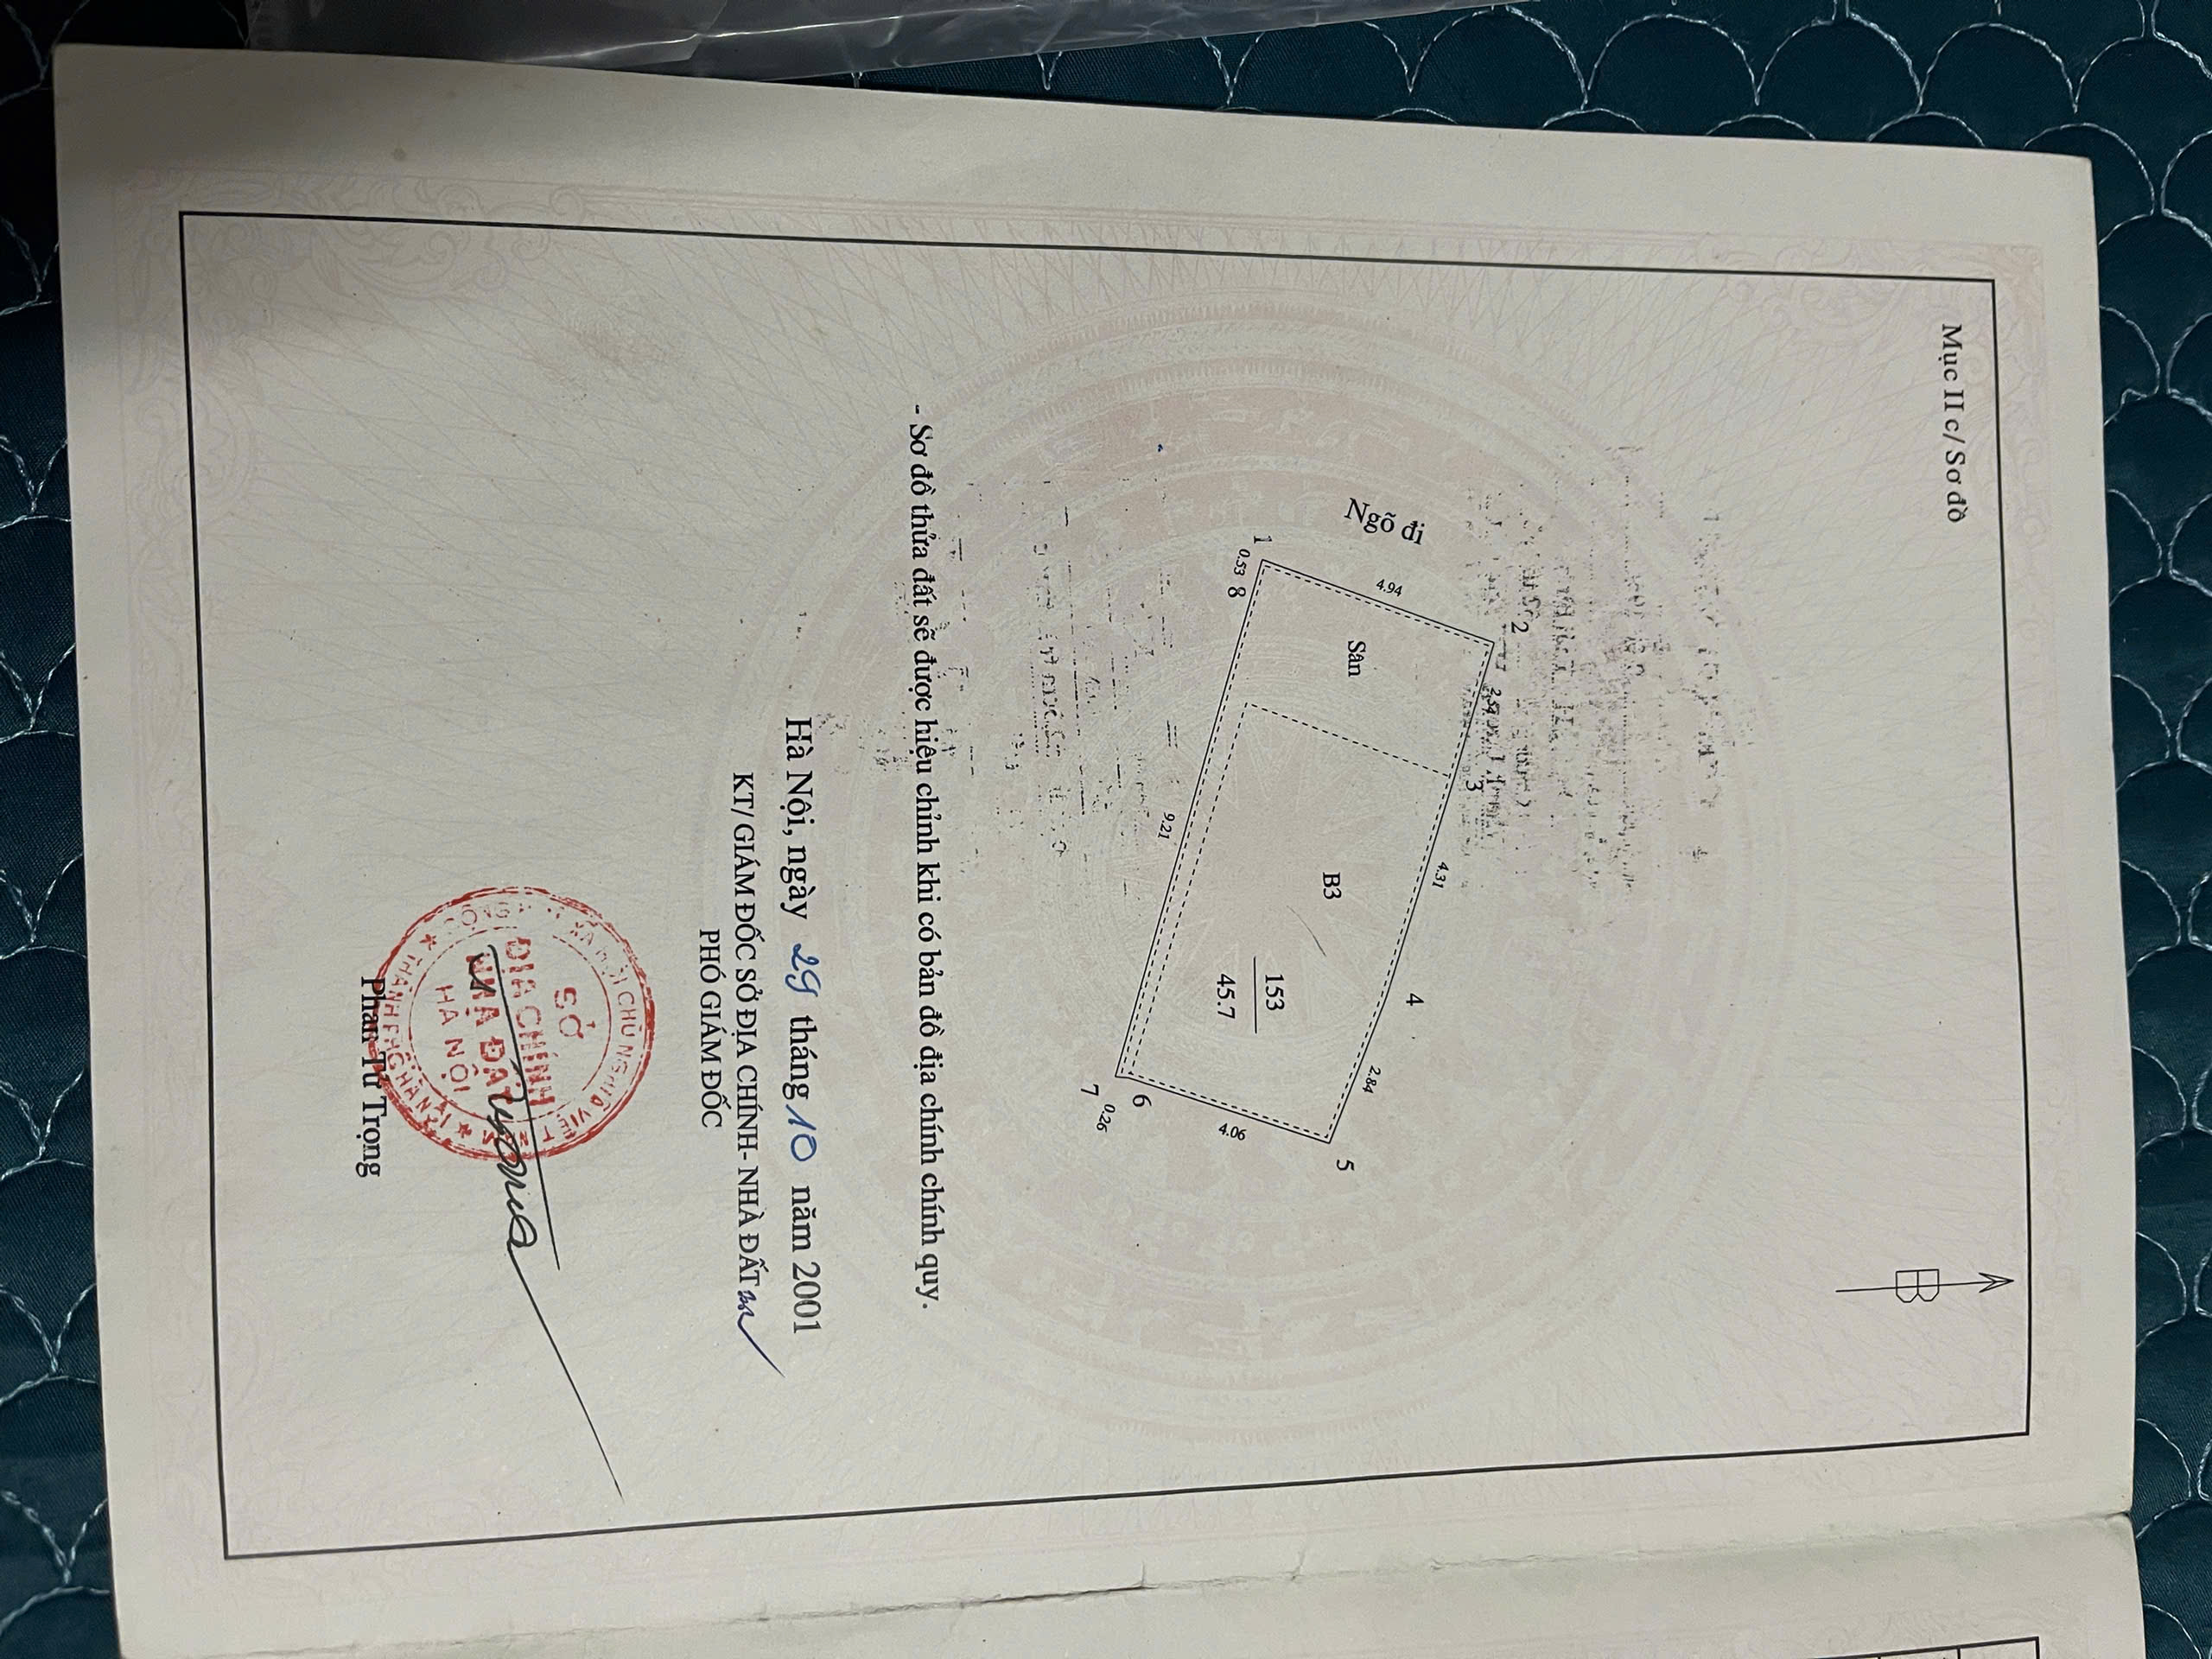 Mục II c/ Sơ đồ
B
Ngõ đi
1
0.53
8
4.94
2
2.54
3
Sân
4.31
B3
9.21
153
45.7
4
2.84
5
4.06
6
0.26
7
- Sơ đồ thửa đất sẽ được hiệu chỉnh khi có bản đồ địa chính chính quy.
Hà Nội, ngày 29 tháng 10 năm 2001
KT/ GIÁM ĐỐC SỞ ĐỊA CHÍNH- NHÀ ĐẤT
PHÓ GIÁM ĐỐC
SỞ
ĐỊA CHÍNH
NHÀ ĐẤT
HÀ NỘI
Phan Tử Trọng